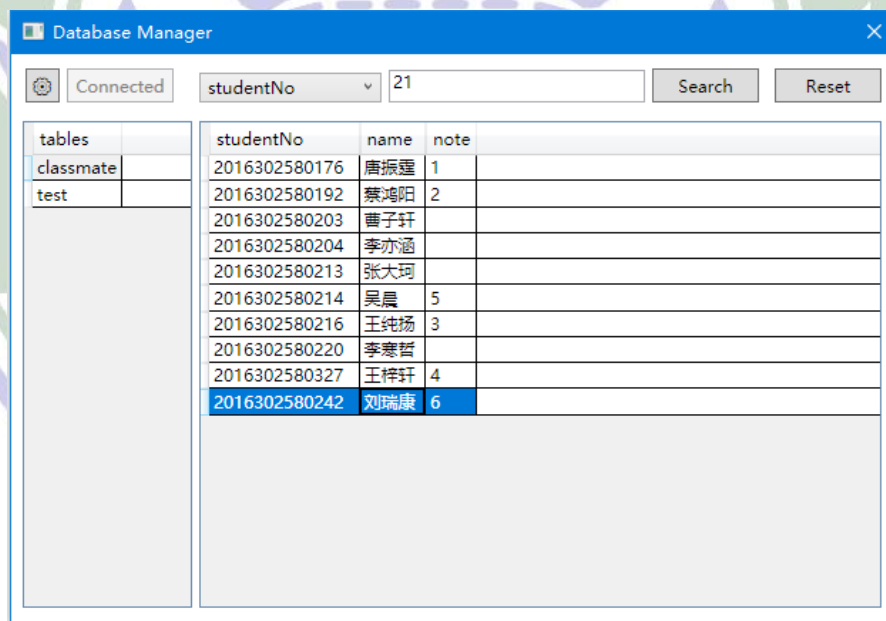 Database Manager
Connected studentNo 21 Search Reset
tables
classmate
test
studentNo name note
2016302580176 唐振霆 1
2016302580192 蔡鸿阳 2
2016302580203 曹子轩
2016302580204 李亦涵
2016302580213 张大珂
2016302580214 吴晨 5
2016302580216 王纯扬 3
2016302580220 李寒哲
2016302580327 王梓轩 4
2016302580242 刘瑞康 6